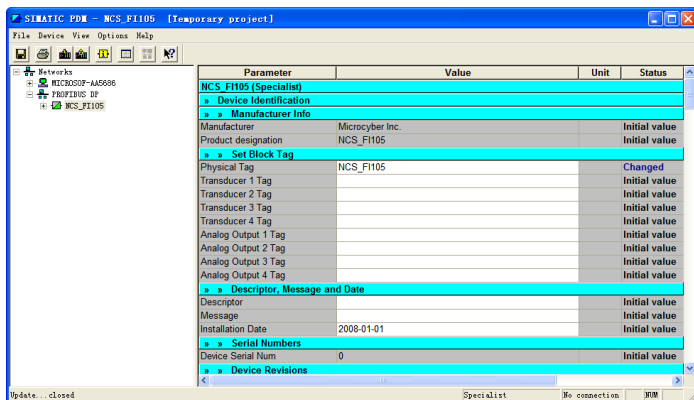 SIMATIC PDM - NCS_FI105 [Temporary project]
File Device View Options Help
Networks
MICROSOF-AA5686
PROFIBUS DP
NCS_FI105
Parameter Value Unit Status
NCS_FI105 (Specialist)
» Device Identification
» » Manufacturer Info
Manufacturer Microcyber Inc. Initial value
Product designation NCS_FI105 Initial value
» » Set Block Tag
Physical Tag NCS_FI105 Changed
Transducer 1 Tag Initial value
Transducer 2 Tag Initial value
Transducer 3 Tag Initial value
Transducer 4 Tag Initial value
Analog Output 1 Tag Initial value
Analog Output 2 Tag Initial value
Analog Output 3 Tag Initial value
Analog Output 4 Tag Initial value
» » Descriptor, Message and Date
Descriptor Initial value
Message Initial value
Installation Date 2008-01-01 Initial value
» » Serial Numbers
Device Serial Num 0 Initial value
» » Device Revisions
Update...closed Specialist No connection NUM